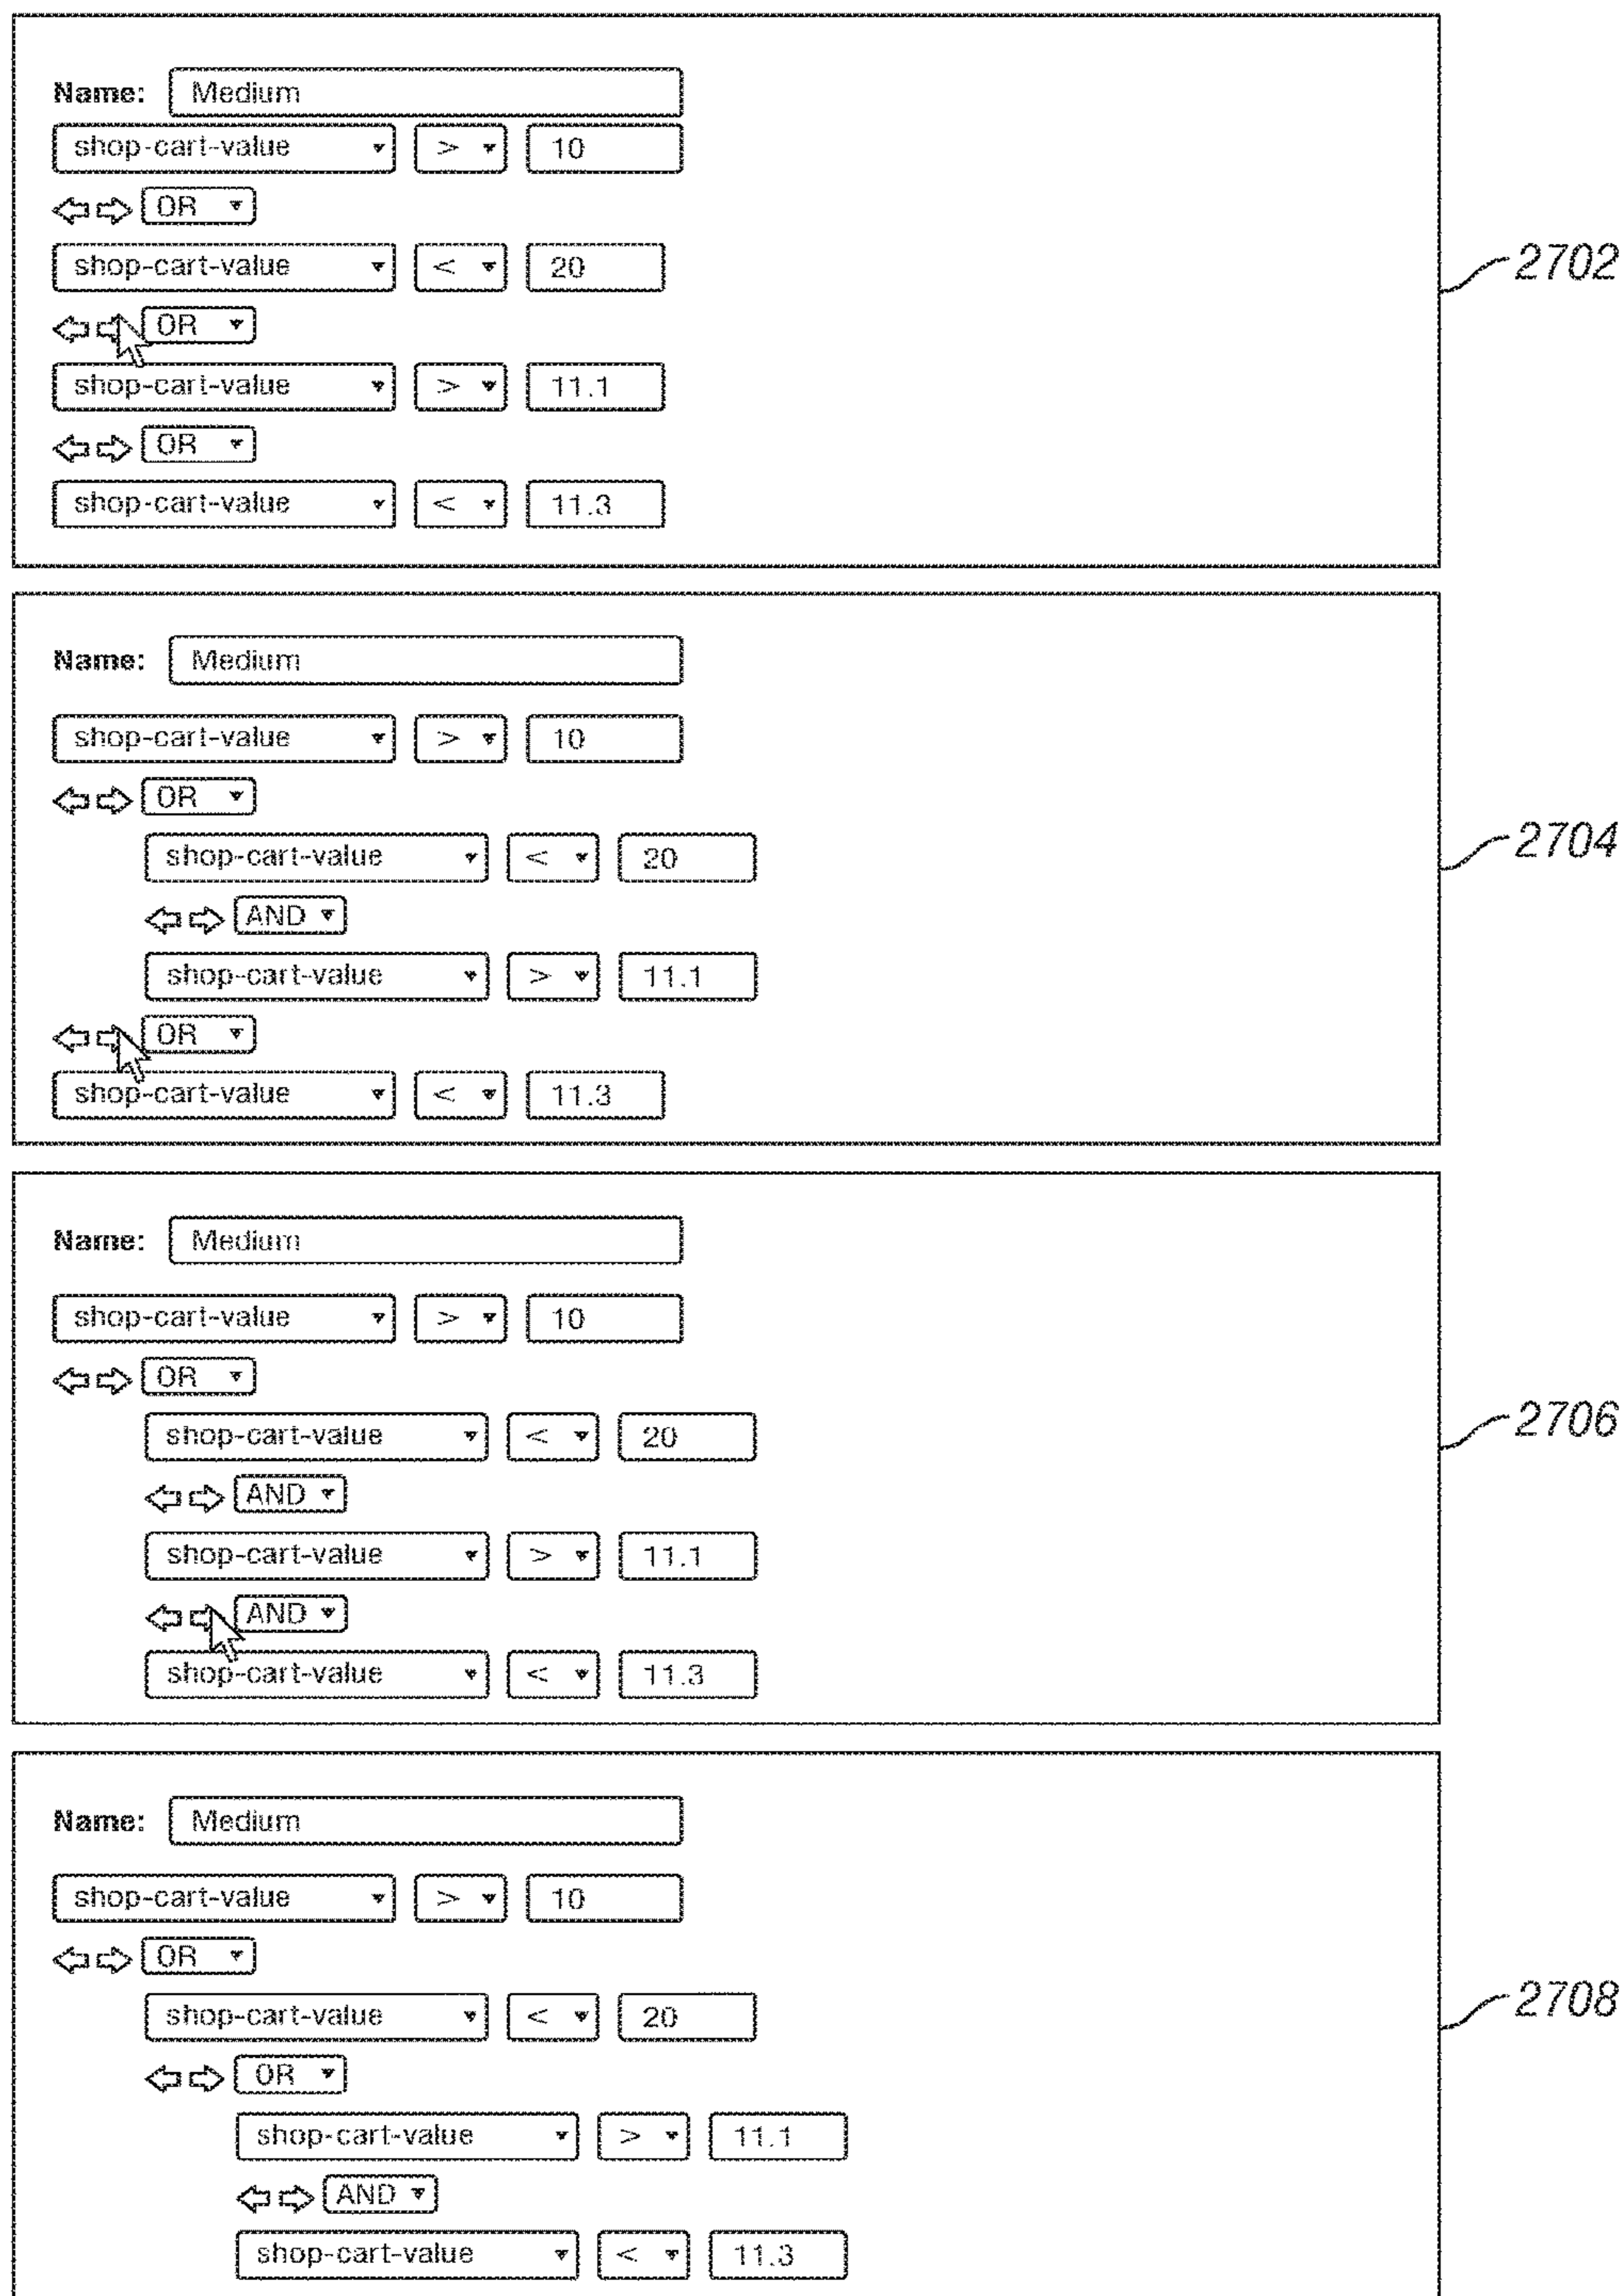 Name: Medium
shop-cart-value > 10
OR
shop-cart-value < 20
OR
shop-cart-value > 11.1
OR
shop-cart-value < 11.3
2702
Name: Medium
shop-cart-value > 10
OR
shop-cart-value < 20
AND
shop-cart-value > 11.1
OR
shop-cart-value < 11.3
2704
Name: Medium
shop-cart-value > 10
OR
shop-cart-value < 20
AND
shop-cart-value > 11.1
AND
shop-cart-value < 11.3
2706
Name: Medium
shop-cart-value > 10
OR
shop-cart-value < 20
OR
shop-cart-value > 11.1
AND
shop-cart-value < 11.3
2708